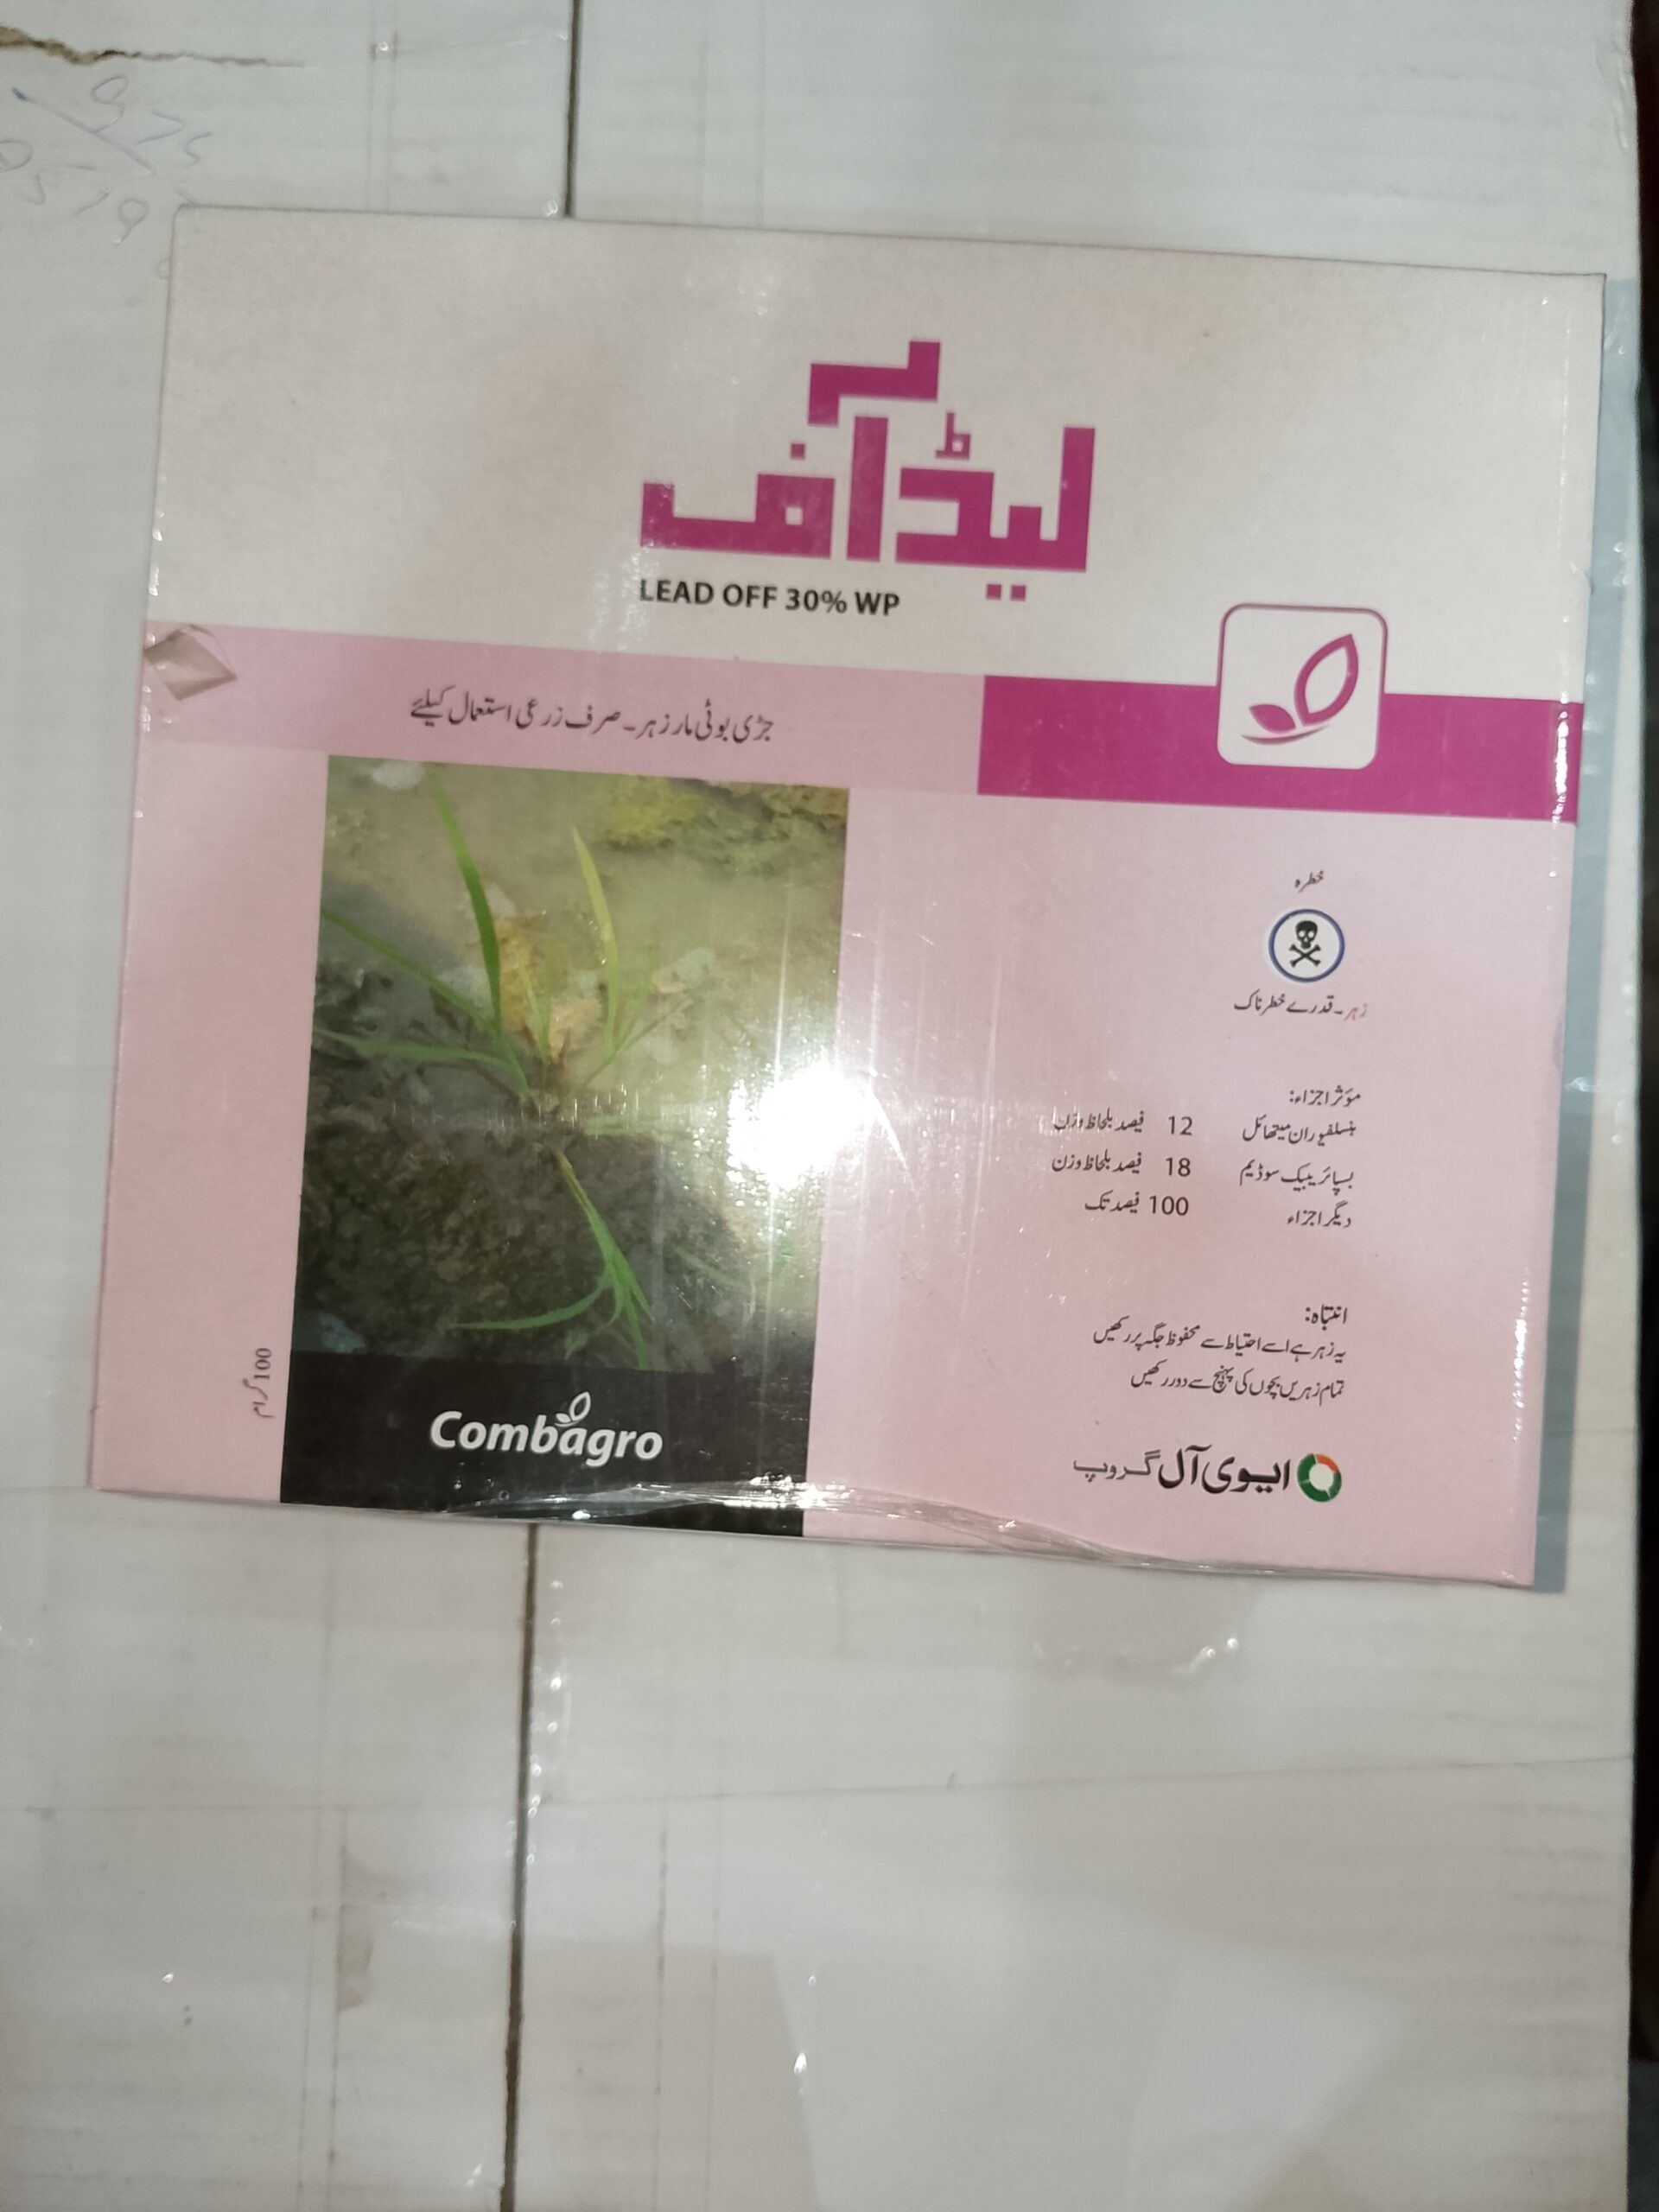 لیڈ آف
LEAD OFF 30% WP
جڑی بوٹی مار زہر۔ صرف زرعی استعمال کیلئے
خطرہ
زہر۔ قدرے خطرناک
مؤثر اجزاء:
بنسلفیوران میتھائل 12 فیصد بلحاظ وزن
بسپائریبیک سوڈیم 18 فیصد بلحاظ وزن
دیگر اجزاء 100 فیصد تک
انتباہ:
یہ زہر ہے اسے احتیاط سے محفوظ جگہ پر رکھیں
تمام زہریں بچوں کی پہنچ سے دور رکھیں
100 گرام
Combagro
ایوی آل گروپ